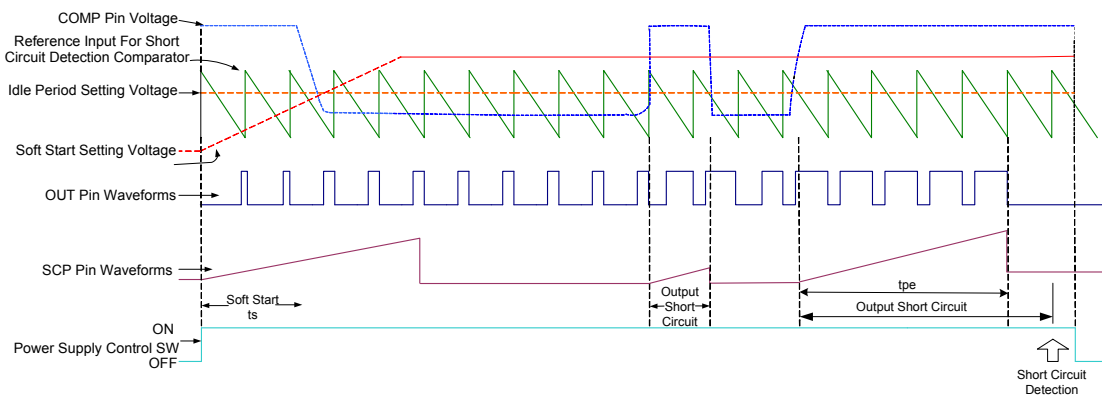 COMP Pin Voltage
Reference Input For Short
Circuit Detection Comparator
Idle Period Setting Voltage
Soft Start Setting Voltage
OUT Pin Waveforms
SCP Pin Waveforms
Soft Start
ts
Output
Short
Circuit
tpe
Output Short Circuit
ON
Power Supply Control SW
OFF
Short Circuit
Detection